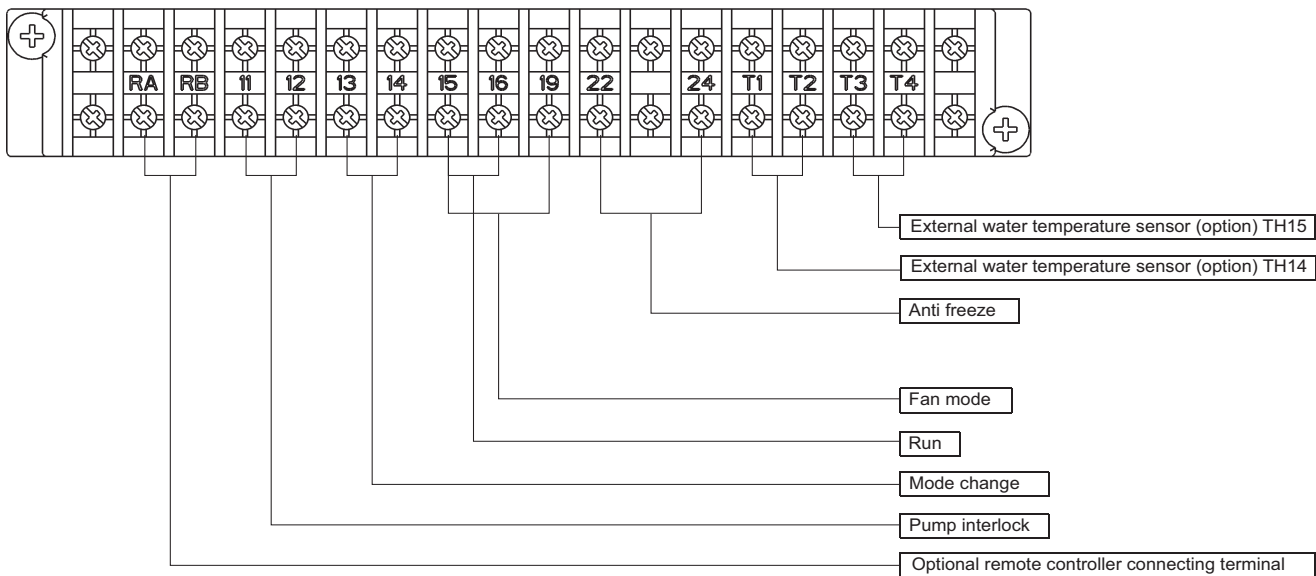 RA RB 11 12 13 14 15 16 19 22 24 T1 T2 T3 T4
External water temperature sensor (option) TH15
External water temperature sensor (option) TH14
Anti freeze
Fan mode
Run
Mode change
Pump interlock
Optional remote controller connecting terminal